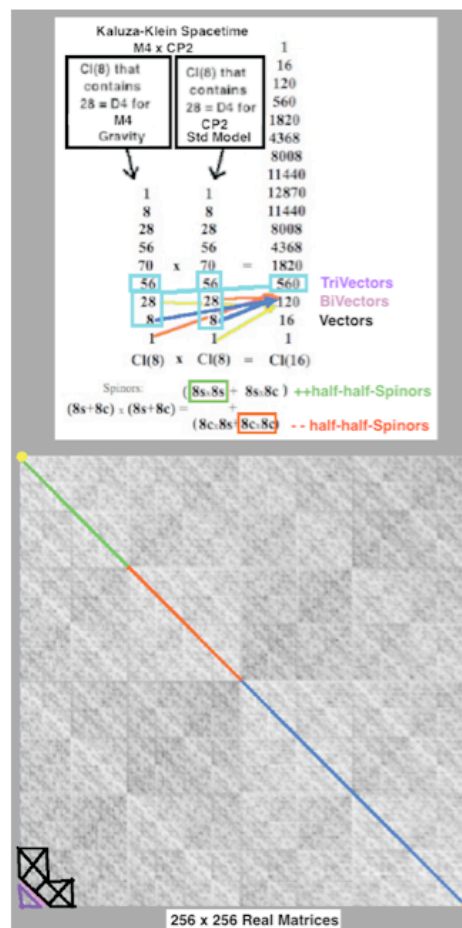 Kaluza-Klein Spacetime
M4 x CP2
Cl(8) that
contains
28 = D4 for
M4
Gravity
Cl(8) that
contains
28 = D4 for
CP2
Std Model
1
16
120
560
1820
4368
8008
11440
12870
11440
8008
4368
1820
560
120
16
1
1 1
8 8
28 28
56 56
70 x 70 =
56 56
28 28
8 8
1 1
TriVectors
BiVectors
Vectors
Cl(8) x Cl(8) = Cl(16)
Spinors:
(8s+8c) x (8s+8c) =
(8sx8s + 8sx8c)
+
(8cx8s+8cx8c)
++half-half-Spinors
- - half-half-Spinors
256 x 256 Real Matrices